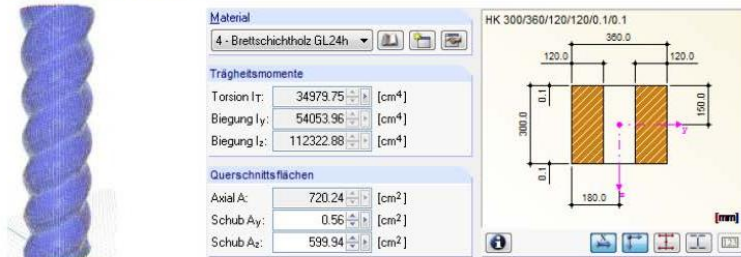 Material
4 - Brettschichtholz GL24h
Trägheitsmomente
Torsion IT: 34979.75 [cm4]
Biegung Iy: 54053.96 [cm4]
Biegung Iz: 112322.88 [cm4]
Querschnittsflächen
Axial A: 720.24 [cm2]
Schub Ay: 0.56 [cm2]
Schub Az: 599.94 [cm2]
HK 300/360/120/120/0.1/0.1
360.0
120.0 120.0
0.1
300.0
150.0
0.1
180.0
[mm]